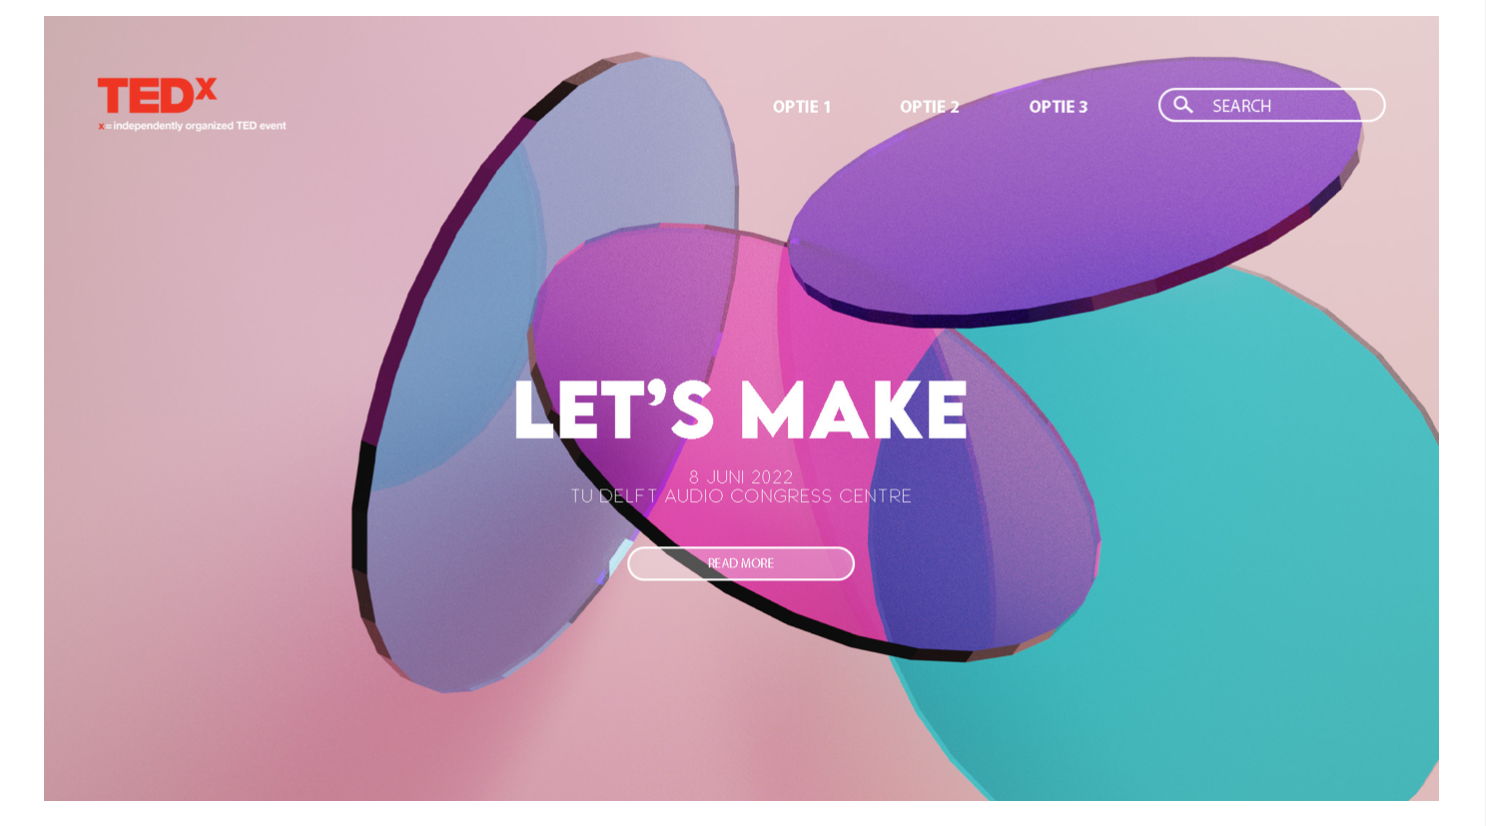 TEDx
x = independently organized TED event
OPTIE 1
OPTIE 2
OPTIE 3
SEARCH
LET'S MAKE
8 JUNI 2022
TU DELFT AUDIO CONGRESS CENTRE
READ MORE